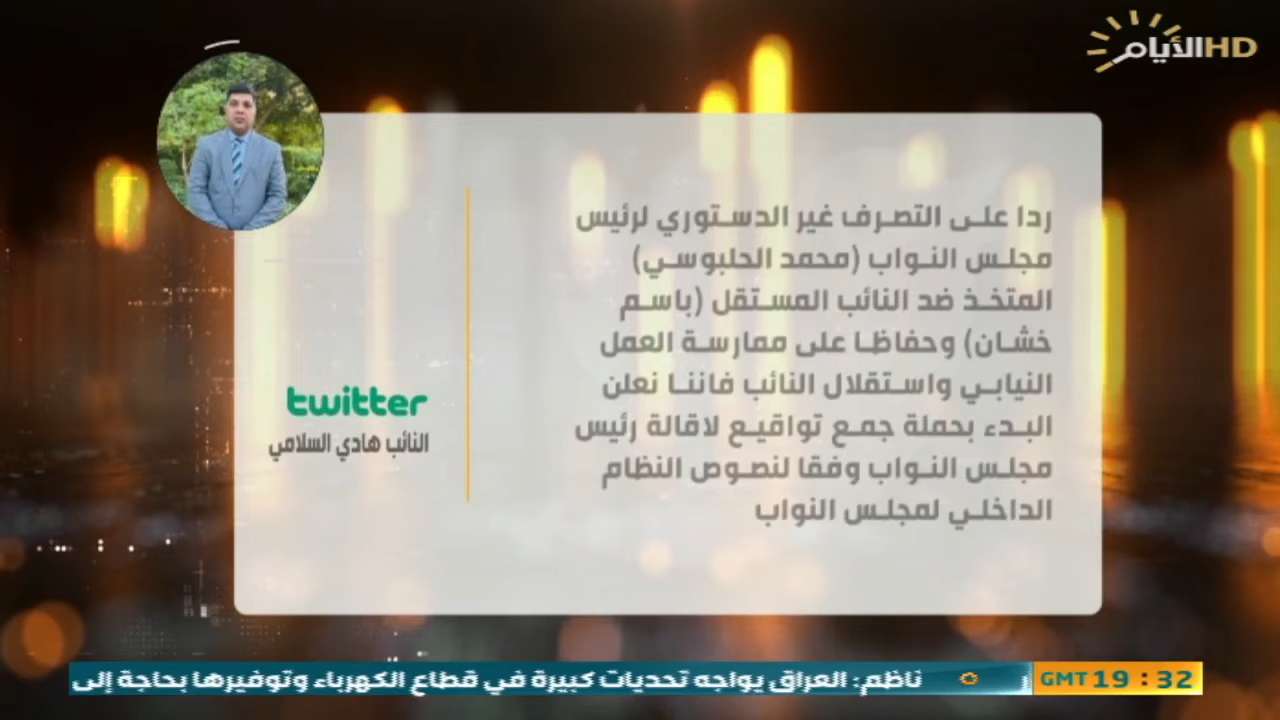 الأيام HD
ردا على التصرف غير الدستوري لرئيس
مجلس النواب (محمد الحلبوسي)
المتخذ ضد النائب المستقل (باسم
خشان) وحفاظا على ممارسة العمل
النيابي واستقلال النائب فاننا نعلن
البدء بحملة جمع تواقيع لاقالة رئيس
مجلس النواب وفقا لنصوص النظام
الداخلي لمجلس النواب
twitter
النائب هادي السلامي
GMT 19 : 32
ناظم: العراق يواجه تحديات كبيرة في قطاع الكهرباء وتوفيرها بحاجة إلى